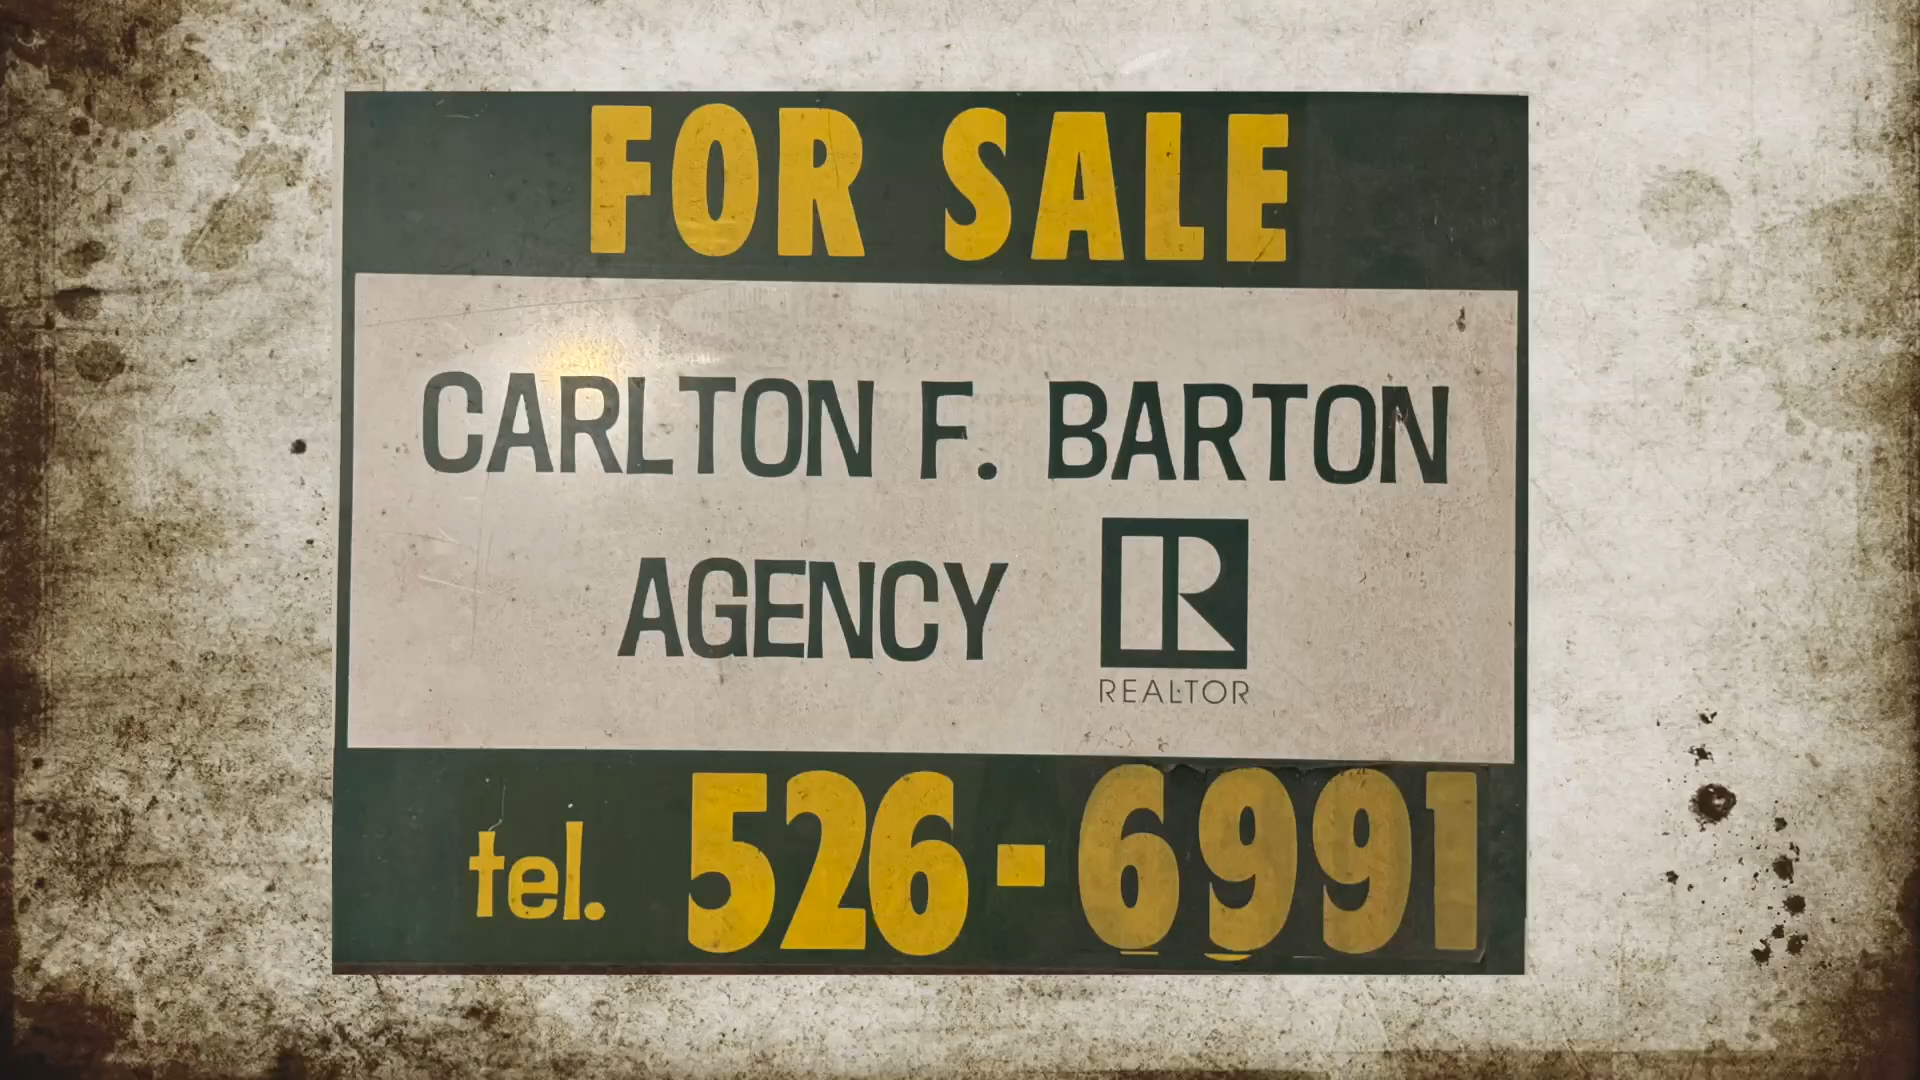 FOR SALE
CARLTON F. BARTON
AGENCY R
REALTOR
tel. 526-6991